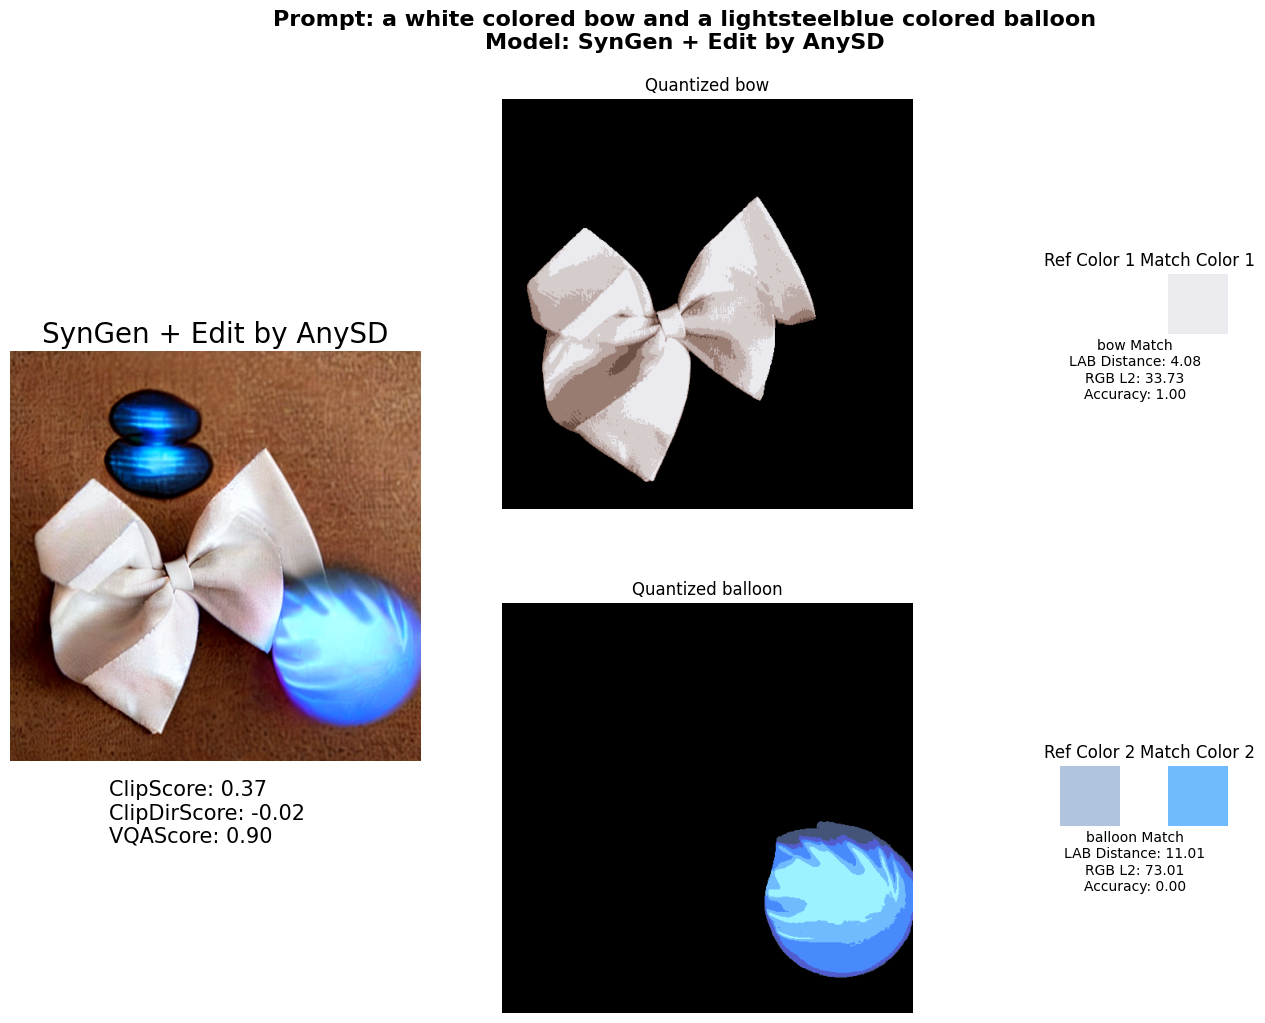 Prompt: a white colored bow and a lightsteelblue colored balloon
Model: SynGen + Edit by AnySD
Quantized bow
Ref Color 1 Match Color 1
bow Match
LAB Distance: 4.08
RGB L2: 33.73
Accuracy: 1.00
SynGen + Edit by AnySD
ClipScore: 0.37
ClipDirScore: -0.02
VQAScore: 0.90
Quantized balloon
Ref Color 2 Match Color 2
balloon Match
LAB Distance: 11.01
RGB L2: 73.01
Accuracy: 0.00